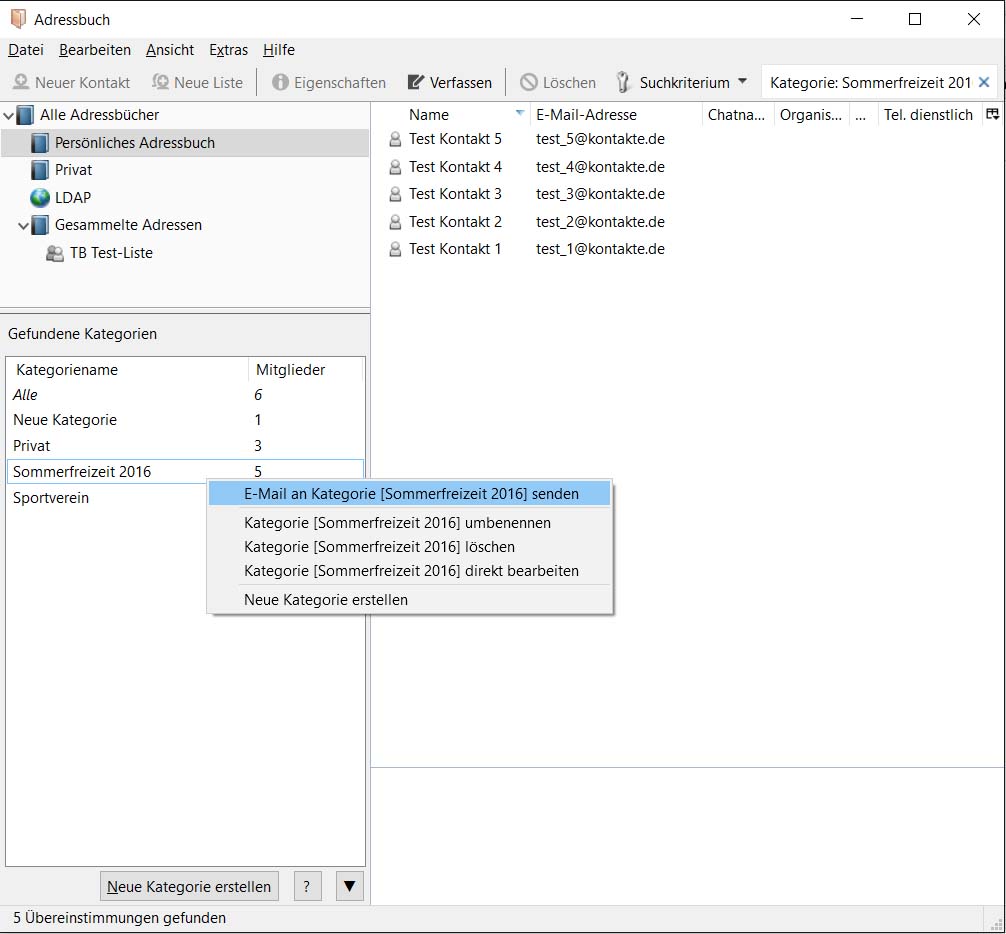 Adressbuch
Datei Bearbeiten Ansicht Extras Hilfe
Neuer Kontakt Neue Liste Eigenschaften Verfassen Löschen Suchkriterium Kategorie: Sommerfreizeit 201
Alle Adressbücher
Persönliches Adressbuch
Privat
LDAP
Gesammelte Adressen
TB Test-Liste
Name E-Mail-Adresse Chatna... Organis... ... Tel. dienstlich
Test Kontakt 5 test_5@kontakte.de
Test Kontakt 4 test_4@kontakte.de
Test Kontakt 3 test_3@kontakte.de
Test Kontakt 2 test_2@kontakte.de
Test Kontakt 1 test_1@kontakte.de
Gefundene Kategorien
Kategoriename Mitglieder
Alle 6
Neue Kategorie 1
Privat 3
Sommerfreizeit 2016 5
Sportverein
E-Mail an Kategorie [Sommerfreizeit 2016] senden
Kategorie [Sommerfreizeit 2016] umbenennen
Kategorie [Sommerfreizeit 2016] löschen
Kategorie [Sommerfreizeit 2016] direkt bearbeiten
Neue Kategorie erstellen
Neue Kategorie erstellen ? ▼
5 Übereinstimmungen gefunden